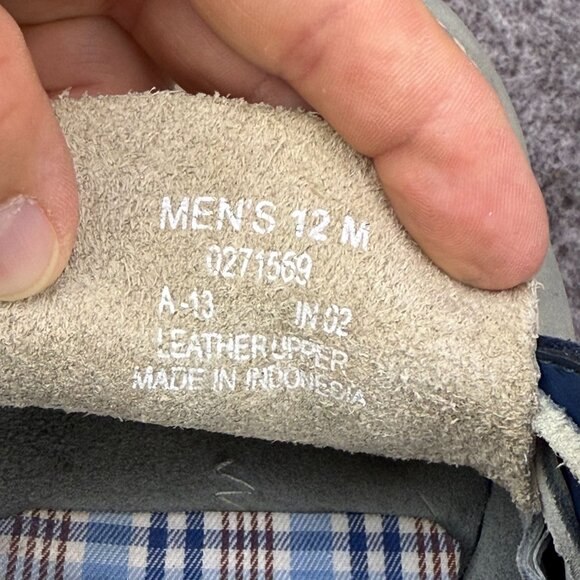 MEN'S 12 M
0271569
A-13 IN 02
LEATHER UPPER
MADE IN INDONESIA